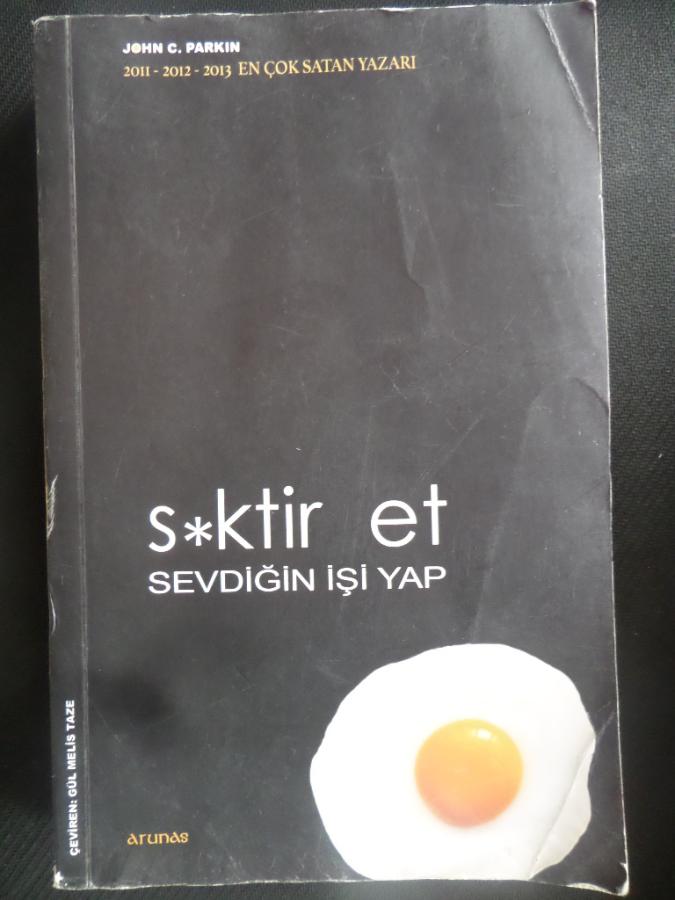 JOHN C. PARKIN
2011 - 2012 - 2013 EN ÇOK SATAN YAZARI
s*ktir et
SEVDİĞİN İŞİ YAP
ÇEVİREN: GÜL MELİS TAZE
arunas